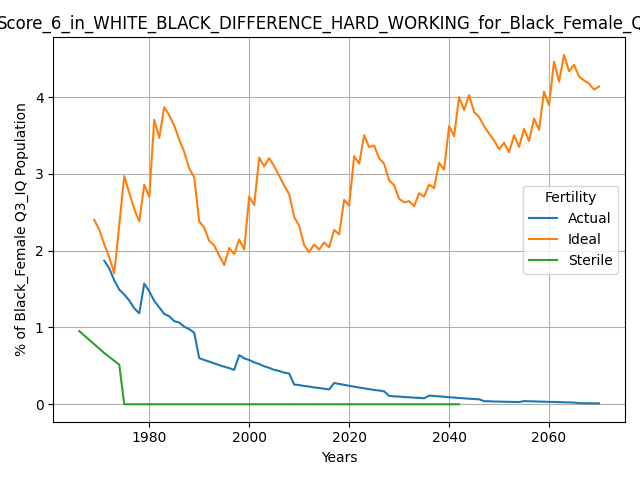 Score_6_in_WHITE_BLACK_DIFFERENCE_HARD_WORKING_for_Black_Female_Q
% of Black_Female Q3_IQ Population
4
3
2
1
0
Fertility
Actual
Ideal
Sterile
1980 2000 2020 2040 2060
Years